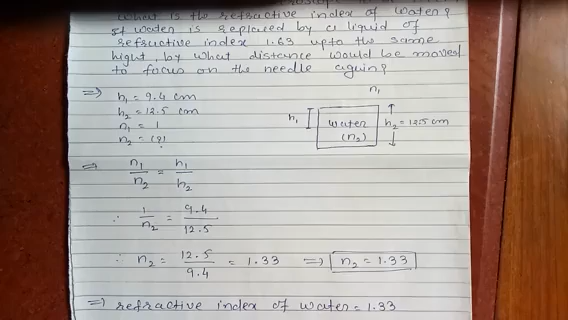 What is the refractive index of water?
If water is replaced by a liquid of
refractive index 1.63 upto the same
hight, by what distance would be moved
to focus on the needle again?
⇒ h₁ = 9.4 cm
h₂ = 12.5 cm
n₁ = 1
n₂ = (?)
n₁
h₁
water
(n₂)
h₂ = 12.5 cm
⇒ n₁/n₂ = h₁/h₂
∴ 1/n₂ = 9.4/12.5
∴ n₂ = 12.5/9.4 = 1.33 ⇒ n₂ = 1.33
⇒ refractive index of water = 1.33